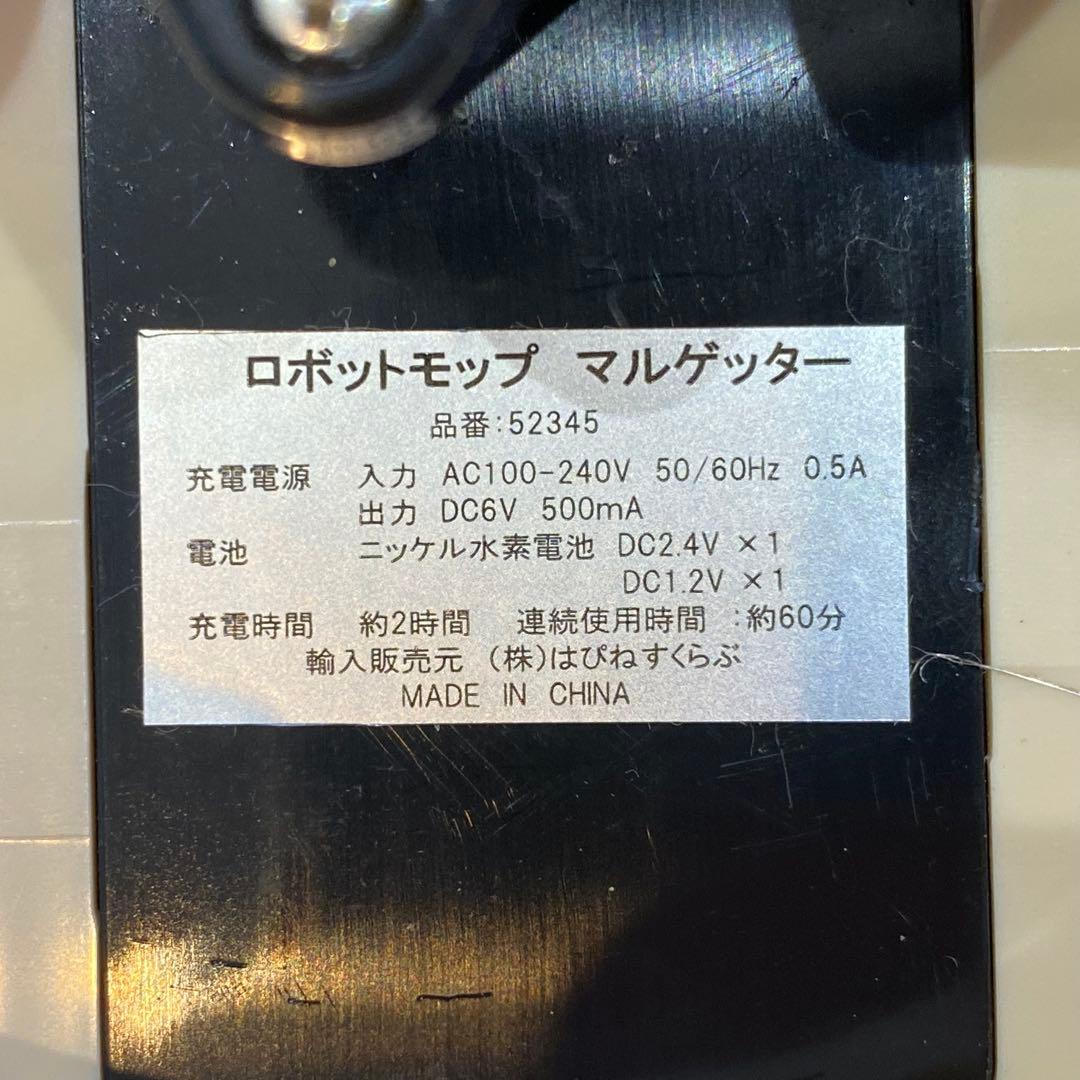 ロボットモップ マルゲッター
品番:52345
充電電源 入力 AC100-240V 50/60Hz 0.5A
出力 DC6V 500mA
電池 ニッケル水素電池 DC2.4V ×1
DC1.2V ×1
充電時間 約2時間 連続使用時間 :約60分
輸入販売元 (株)はぴねすくらぶ
MADE IN CHINA